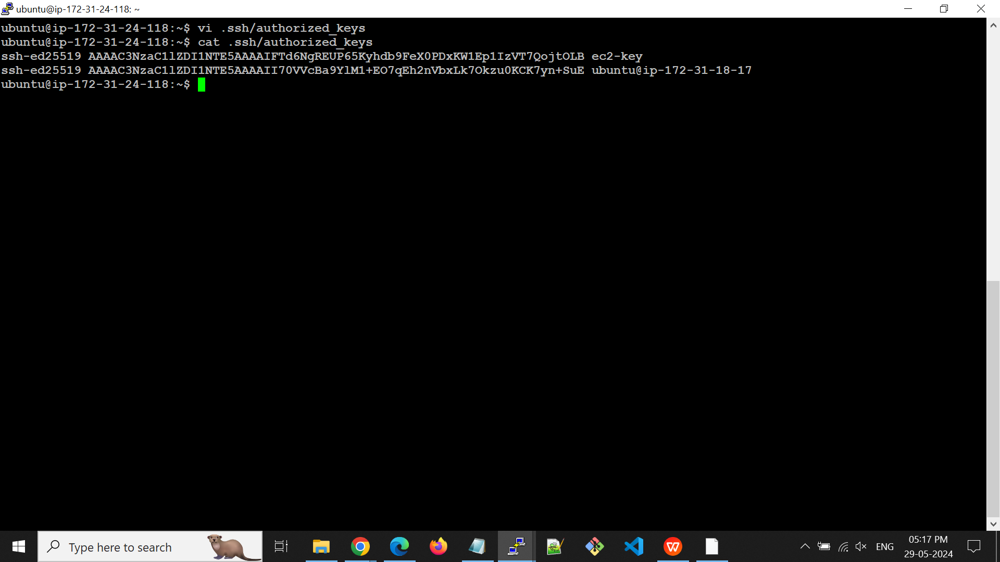 ubuntu@ip-172-31-24-118: ~
ubuntu@ip-172-31-24-118:~$ vi .ssh/authorized_keys
ubuntu@ip-172-31-24-118:~$ cat .ssh/authorized_keys
ssh-ed25519 AAAAC3NzaC1lZDI1NTE5AAAAIFTd6NgREUP65Kyhdb9FeX0PDxKW1Ep1IzVT7QojtOLB ec2-key
ssh-ed25519 AAAAC3NzaC1lZDI1NTE5AAAAII70VVcBa9YlM1+EO7qEh2nVbxLk7Okzu0KCK7yn+SuE ubuntu@ip-172-31-18-17
ubuntu@ip-172-31-24-118:~$
Type here to search
W
ENG
05:17 PM
29-05-2024